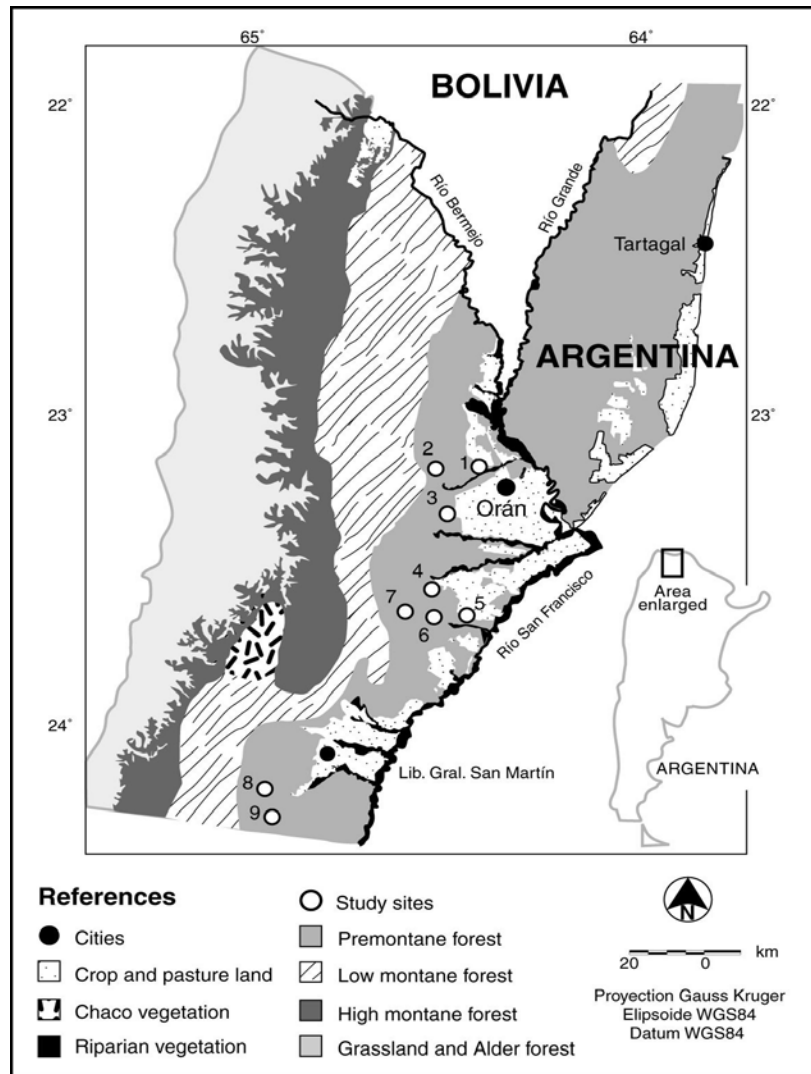 65˚ 64˚
BOLIVIA
22˚ 22˚
Río Bermejo
Río Grande
Tartagal
ARGENTINA
23˚ 23˚
2 1
Orán
3
4
7 5
6
Río San Francisco
Area
enlarged
24˚
Lib. Gral. San Martín
ARGENTINA
8
9
References
Cities
Crop and pasture land
Chaco vegetation
Riparian vegetation
Study sites
Premontane forest
Low montane forest
High montane forest
Grassland and Alder forest
N
km
20 0
Proyection Gauss Kruger
Elipsoide WGS84
Datum WGS84